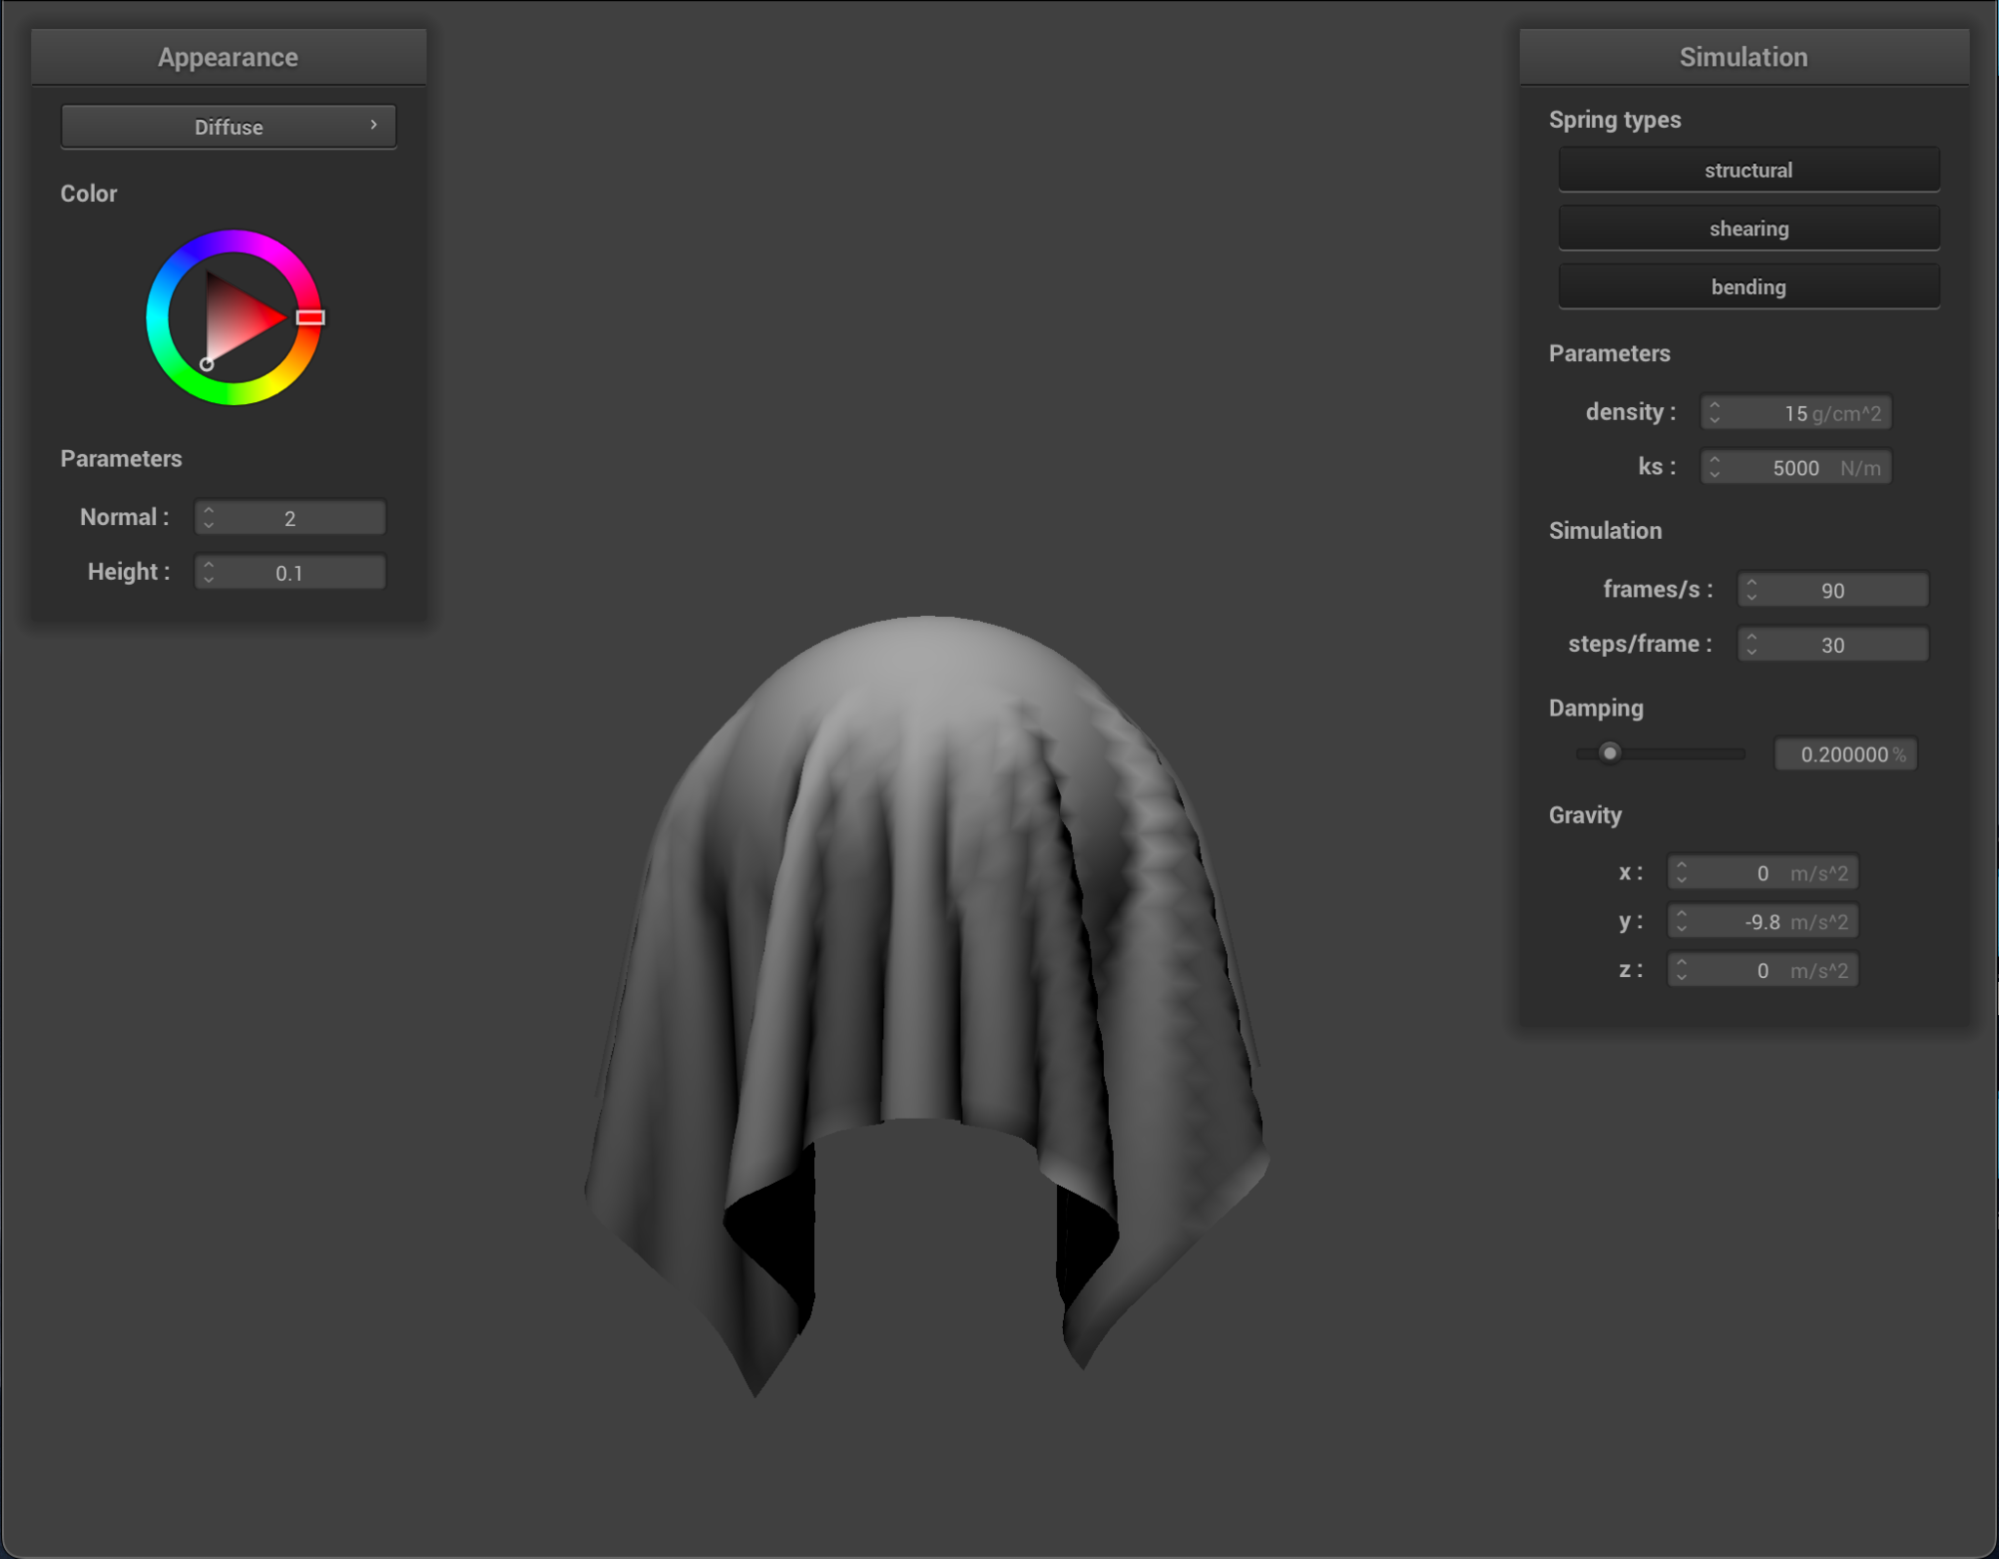 Appearance
Diffuse
Color
Parameters
Normal : 2
Height : 0.1
Simulation
Spring types
structural
shearing
bending
Parameters
density : 15 g/cm^2
ks : 5000 N/m
Simulation
frames/s : 90
steps/frame : 30
Damping
0.200000 %
Gravity
x : 0 m/s^2
y : -9.8 m/s^2
z : 0 m/s^2